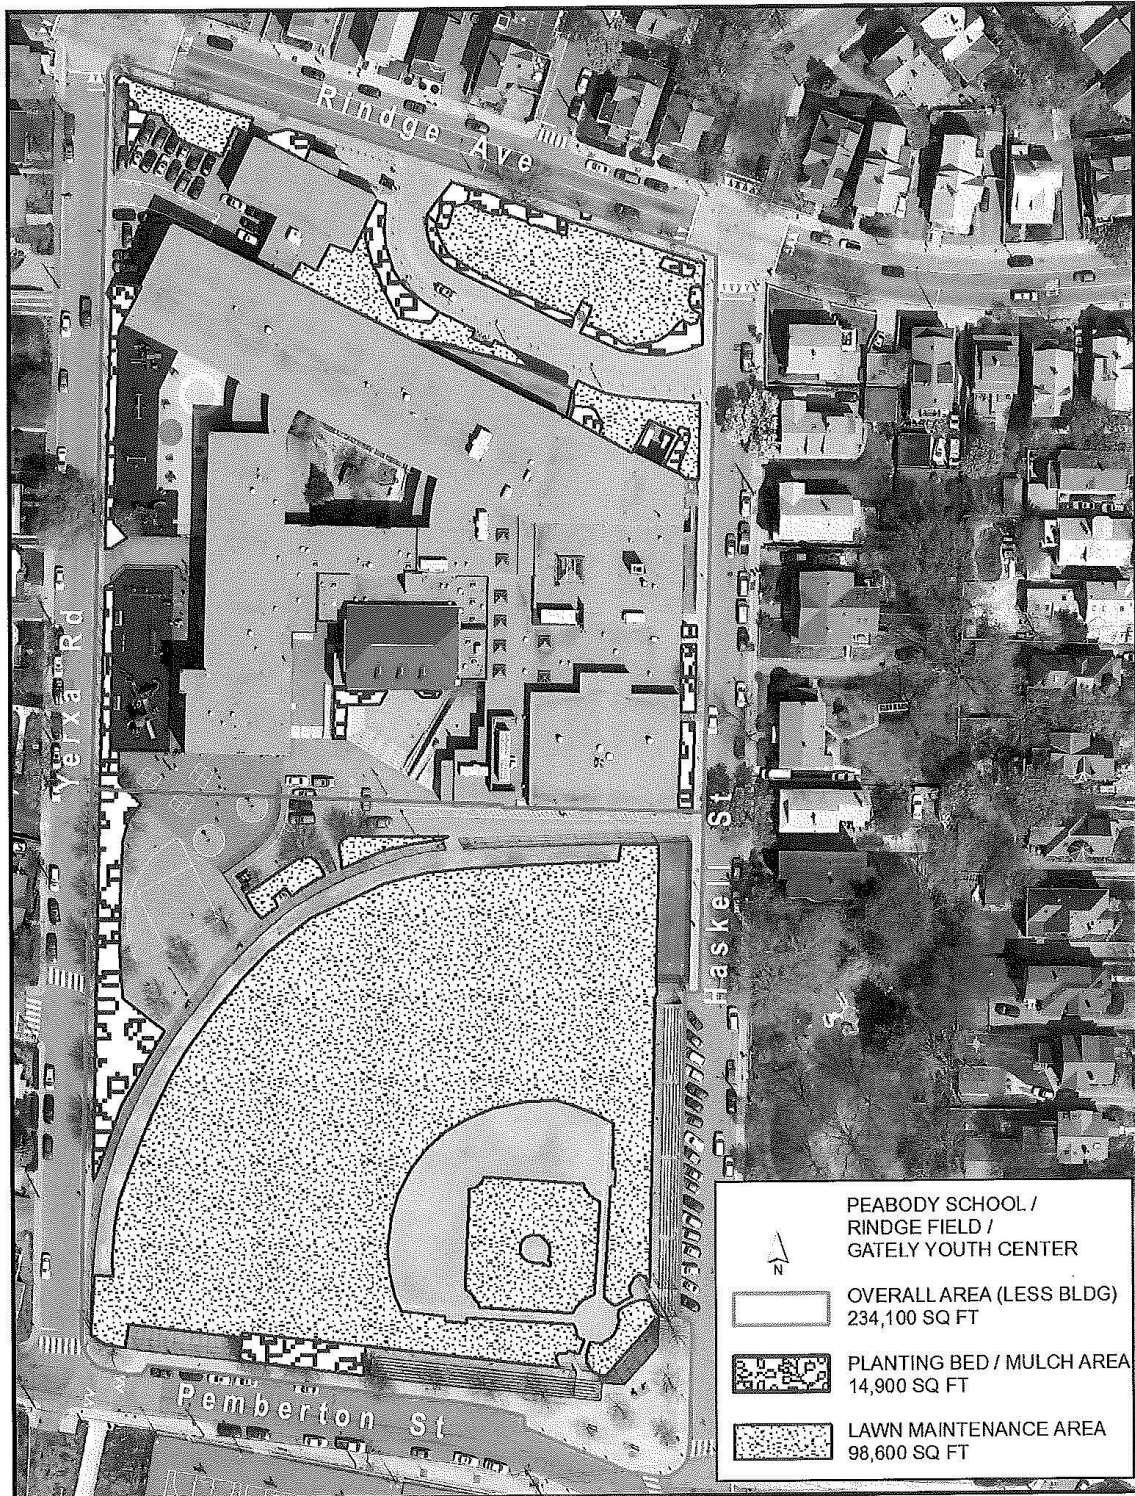 Rindge Ave
Yerxa Rd
Haskell St
Pemberton St
PEABODY SCHOOL /
RINDGE FIELD /
GATELY YOUTH CENTER
N
OVERALL AREA (LESS BLDG)
234,100 SQ FT
PLANTING BED / MULCH AREA
14,900 SQ FT
LAWN MAINTENANCE AREA
98,600 SQ FT